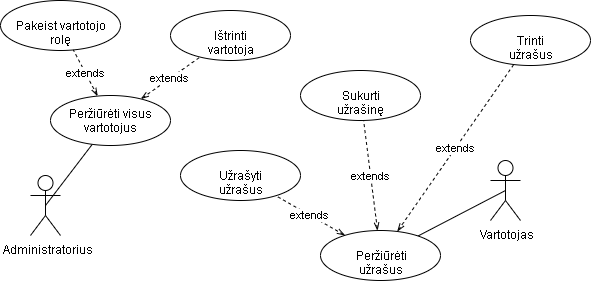 Pakeist vartotojo
rolę
Ištrinti
vartotoja
Trinti
užrašus
extends
extends
Peržiūrėti visus
vartotojus
Sukurti
užrašinę
extends
Užrašyti
užrašus
extends
extends
Administratorius
Vartotojas
Peržiūrėti
užrašus